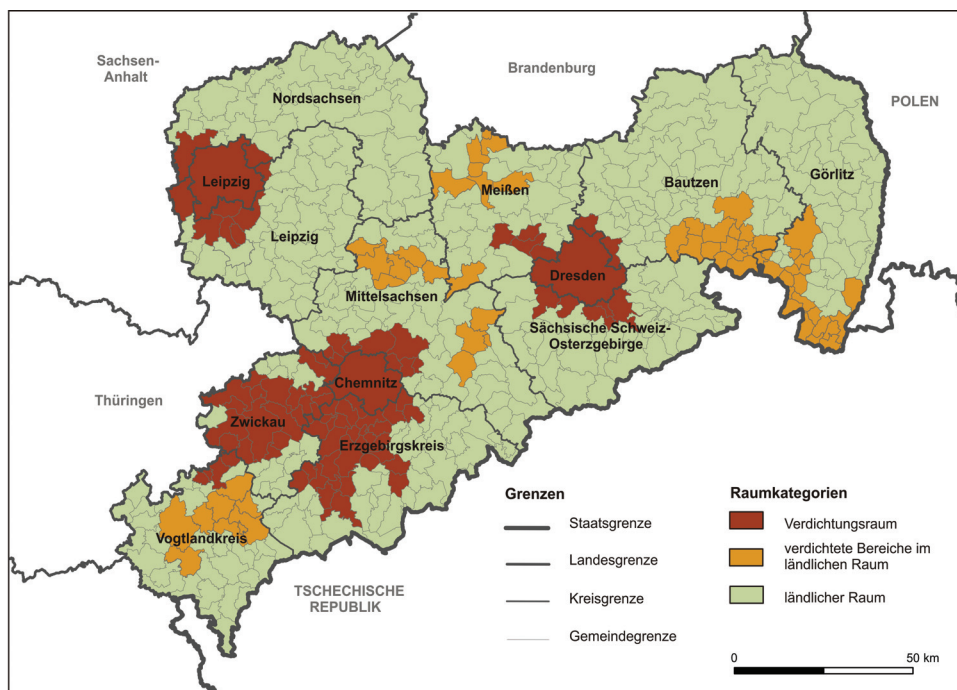 Sachsen-
Anhalt
Brandenburg
POLEN
Nordsachsen
Leipzig
Meißen
Bautzen
Görlitz
Leipzig
Dresden
Mittelsachsen
Sächsische Schweiz-
Osterzgebirge
Chemnitz
Thüringen
Zwickau
Erzgebirgskreis
Vogtlandkreis
TSCHECHISCHE
REPUBLIK
Grenzen
Staatsgrenze
Landesgrenze
Kreisgrenze
Gemeindegrenze
Raumkategorien
Verdichtungsraum
verdichtete Bereiche im
ländlichen Raum
ländlicher Raum
0
50 km